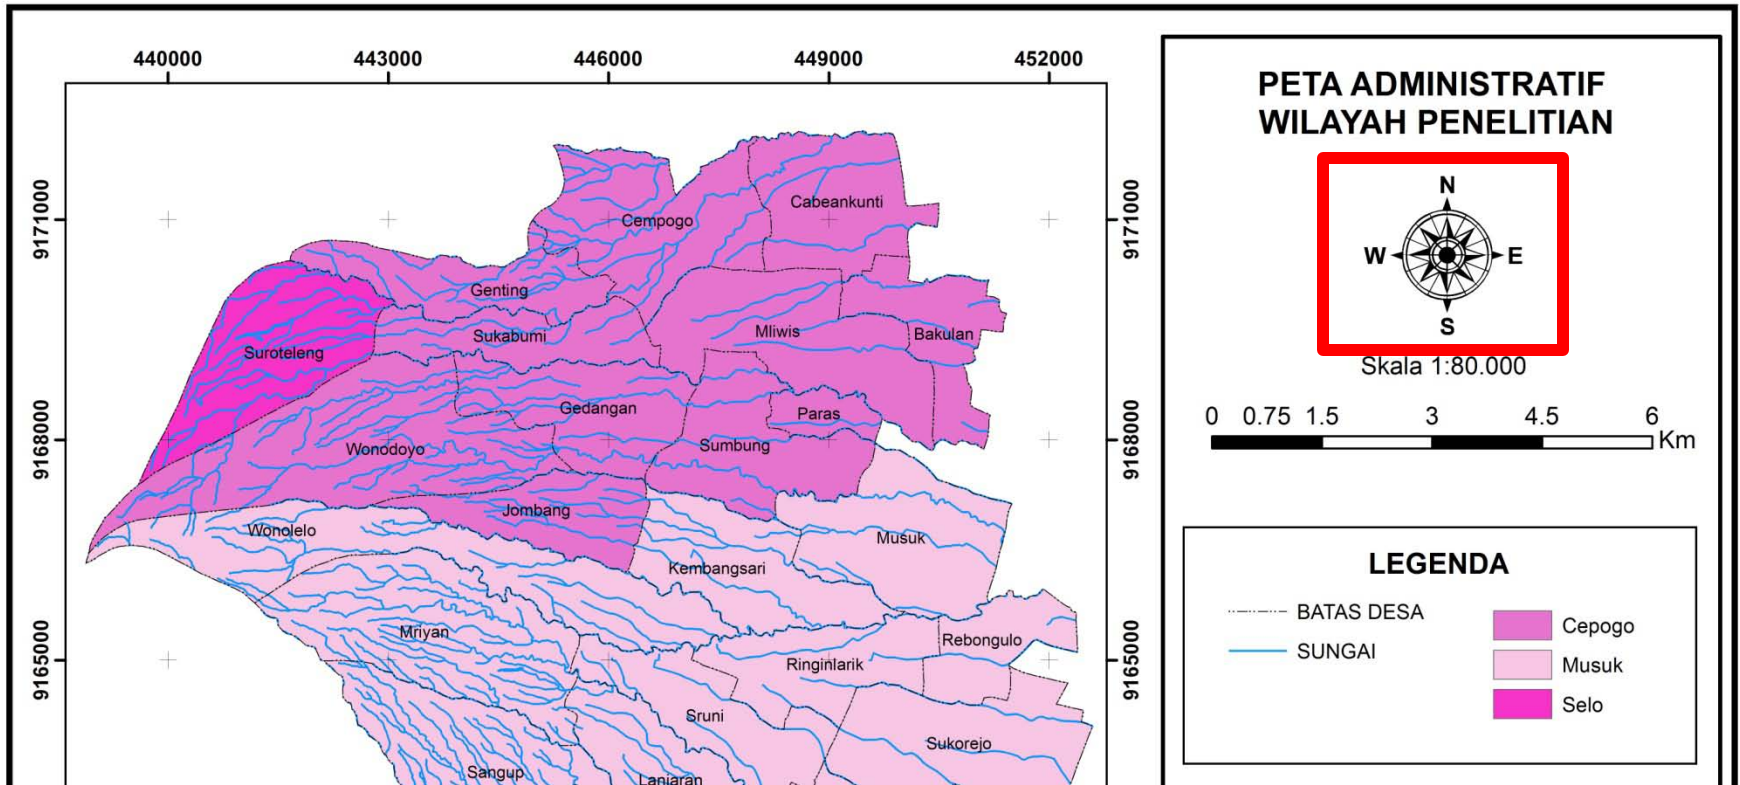 440000 443000 446000 449000 452000
PETA ADMINISTRATIF
WILAYAH PENELITIAN
N
W E
S
Skala 1:80.000
0 0.75 1.5 3 4.5 6
Km
9171000
9168000
9165000
9171000
9168000
9165000
Cabeankunti
Cempogo
Genting
Sukabumi
Mliwis
Bakulan
Suroteleng
Gedangan
Paras
Wonodoyo
Sumbung
Jombang
Wonolelo
Musuk
Kembangsari
Mriyan
Rebongulo
Ringinlarik
Sruni
Sukorejo
Sangup
Lanjaran
LEGENDA
BATAS DESA
SUNGAI
Cepogo
Musuk
Selo